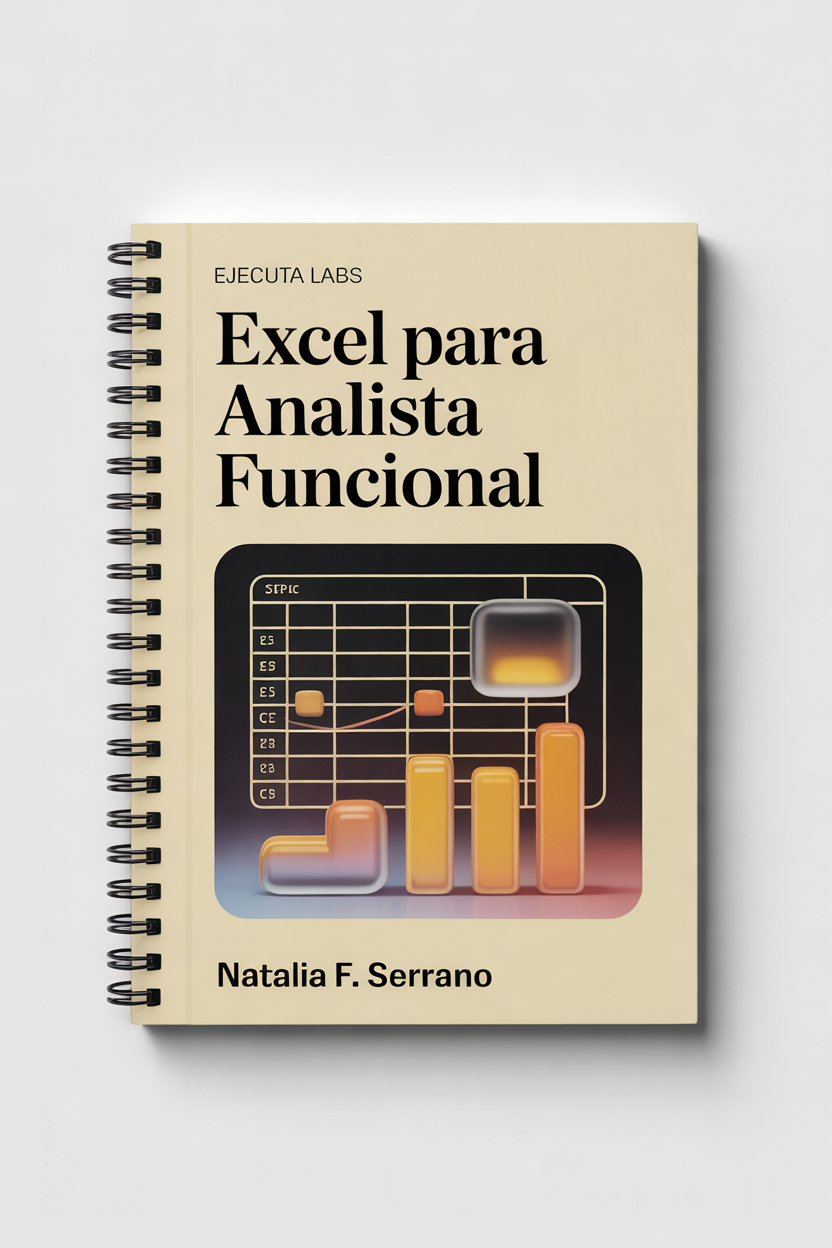 EJECUTA LABS
Excel para
Analista
Funcional
Natalia F. Serrano